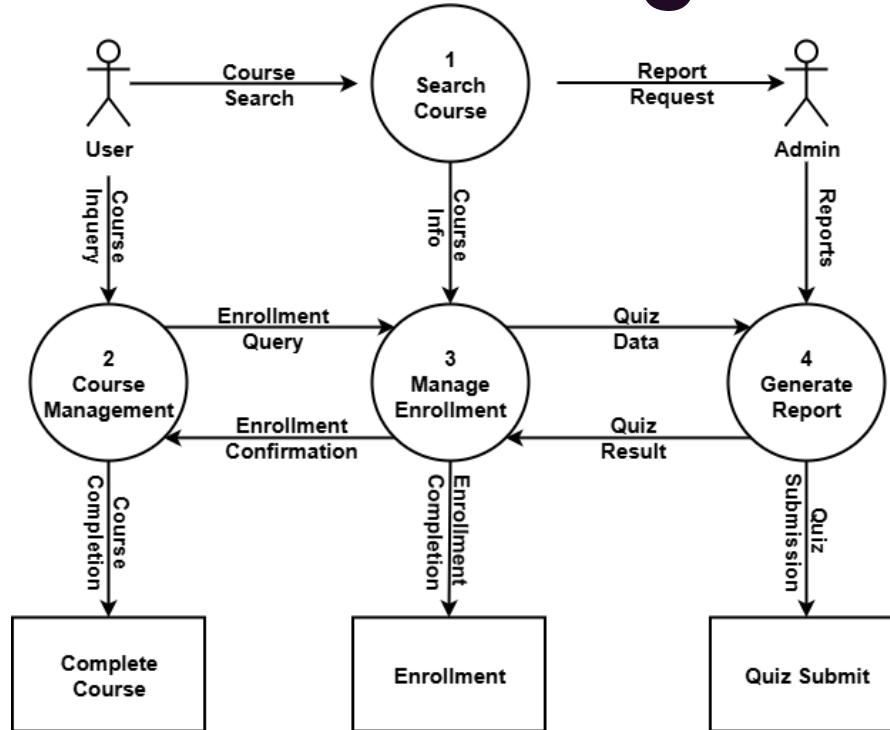 1
Search
Course
Course
Search
Report
Request
User
Admin
Course
Inquery
Course
Info
Reports
2
Course
Management
Enrollment
Query
3
Manage
Enrollment
Quiz
Data
4
Generate
Report
Enrollment
Confirmation
Quiz
Result
Course
Completion
Enrollment
Completion
Quiz
Submission
Complete
Course
Enrollment
Quiz Submit